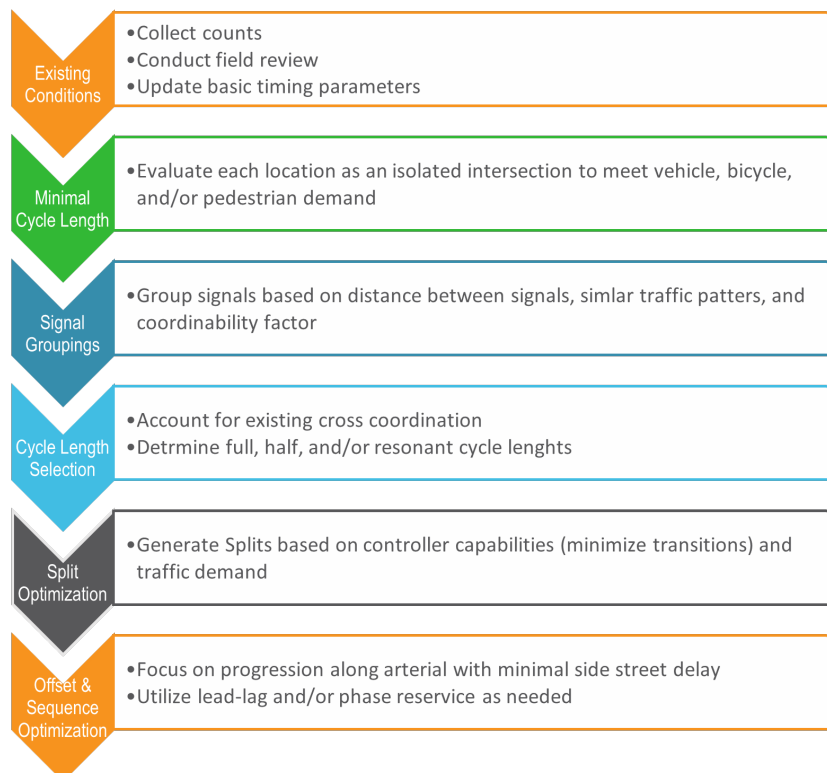 Existing
Conditions
•Collect counts
•Conduct field review
•Update basic timing parameters
Minimal
Cycle Length
•Evaluate each location as an isolated intersection to meet vehicle, bicycle,
and/or pedestrian demand
Signal
Groupings
•Group signals based on distance between signals, simlar traffic patters, and
coordinability factor
Cycle Length
Selection
•Account for existing cross coordination
•Detrmine full, half, and/or resonant cycle lenghts
Split
Optimization
•Generate Splits based on controller capabilities (minimize transitions) and
traffic demand
Offset &
Sequence
Optimization
•Focus on progression along arterial with minimal side street delay
•Utilize lead-lag and/or phase reservice as needed